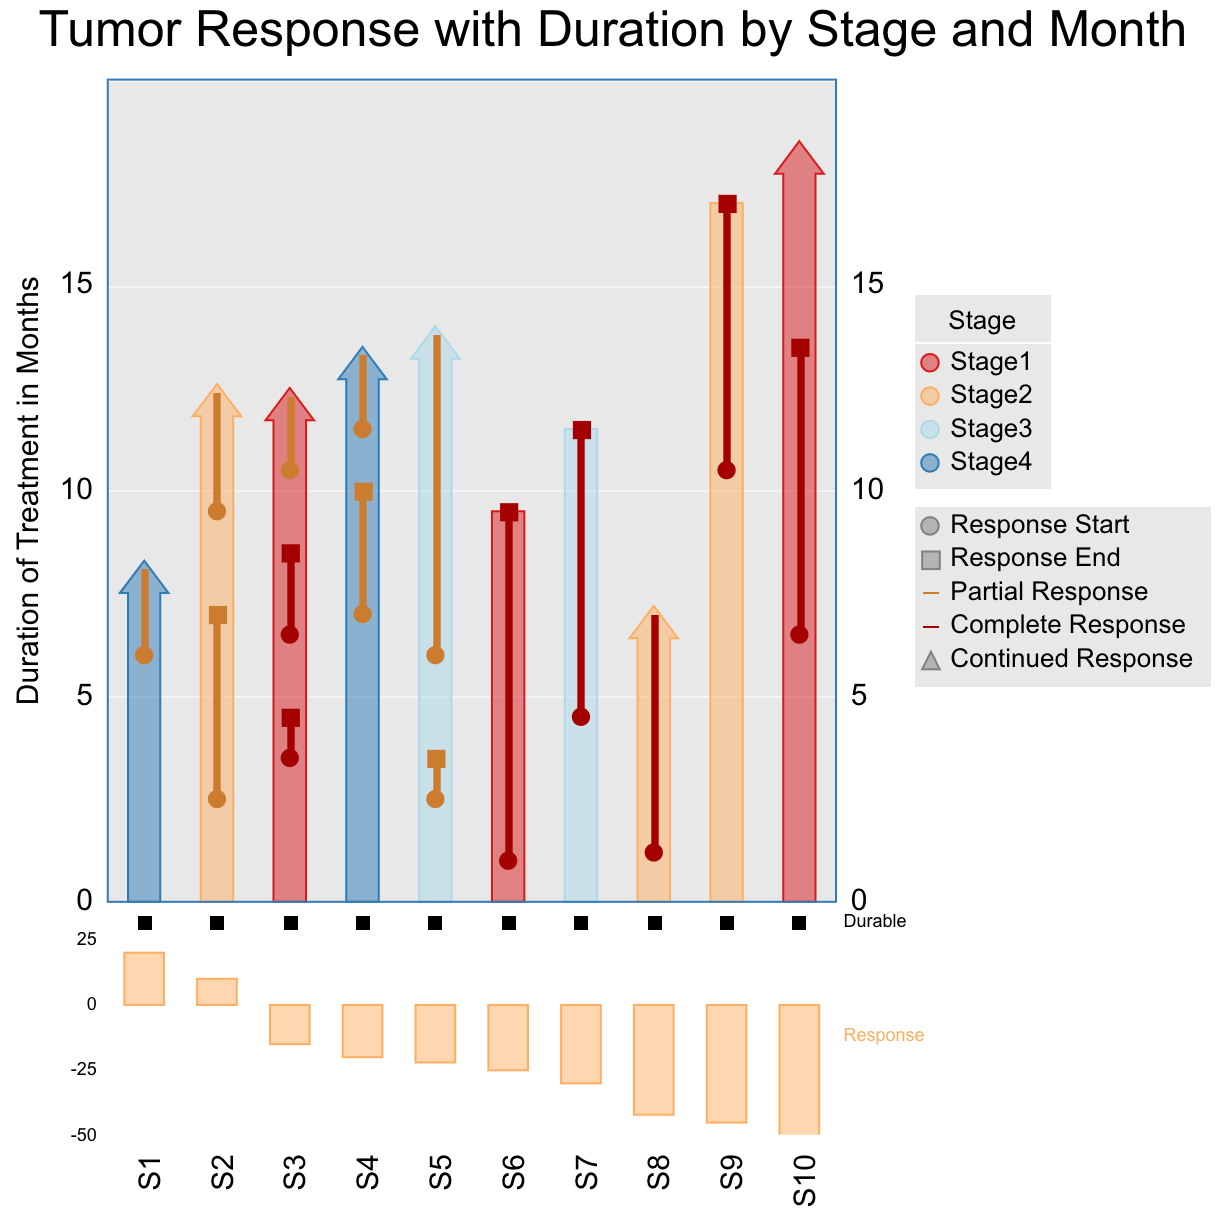 Tumor Response with Duration by Stage and Month
Duration of Treatment in Months
15
10
5
0
15
10
5
0
Stage
Stage1
Stage2
Stage3
Stage4
Response Start
Response End
Partial Response
Complete Response
Continued Response
Durable
25
0
-25
-50
Response
S1 S2 S3 S4 S5 S6 S7 S8 S9 S10